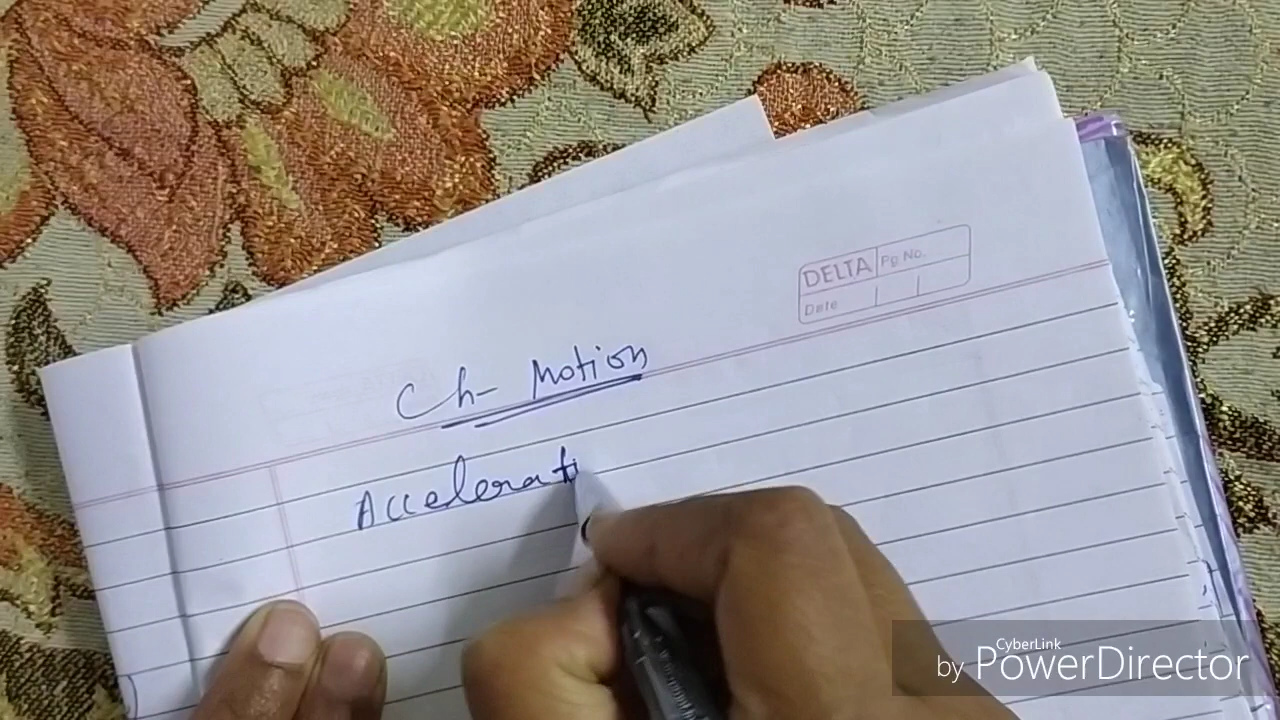 DELTA Pg No.
Date
Ch- Motion
Accelerati
CyberLink
by PowerDirector